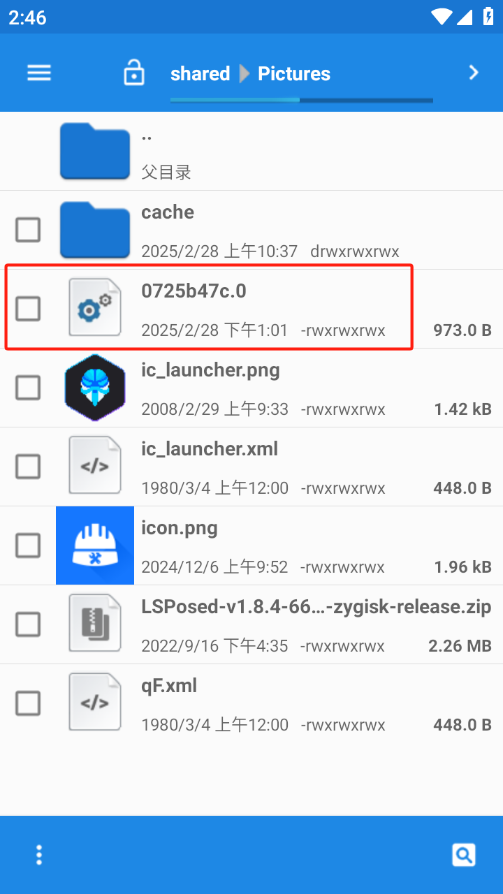 2:46
shared Pictures
..
父目录
cache
2025/2/28 上午10:37 drwxrwxrwx
0725b47c.0
2025/2/28 下午1:01 -rwxrwxrwx 973.0 B
ic_launcher.png
2008/2/29 上午9:33 -rwxrwxrwx 1.42 kB
ic_launcher.xml
1980/3/4 上午12:00 -rwxrwxrwx 448.0 B
icon.png
2024/12/6 上午9:52 -rwxrwxrwx 1.96 kB
LSPosed-v1.8.4-66…-zygisk-release.zip
2022/9/16 下午4:35 -rwxrwxrwx 2.26 MB
qF.xml
1980/3/4 上午12:00 -rwxrwxrwx 448.0 B